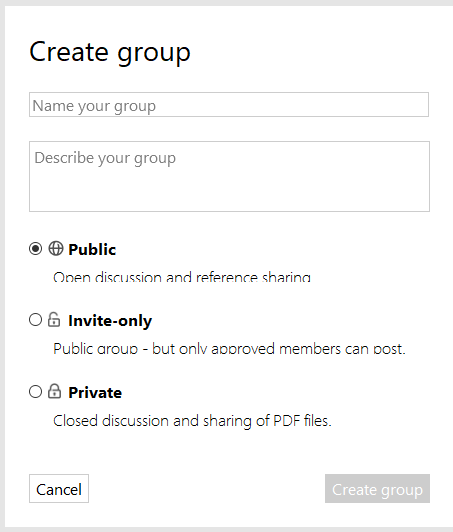 Create group
Name your group
Describe your group
Public
Open discussion and reference sharing
Invite-only
Public group - but only approved members can post.
Private
Closed discussion and sharing of PDF files.
Cancel
Create group